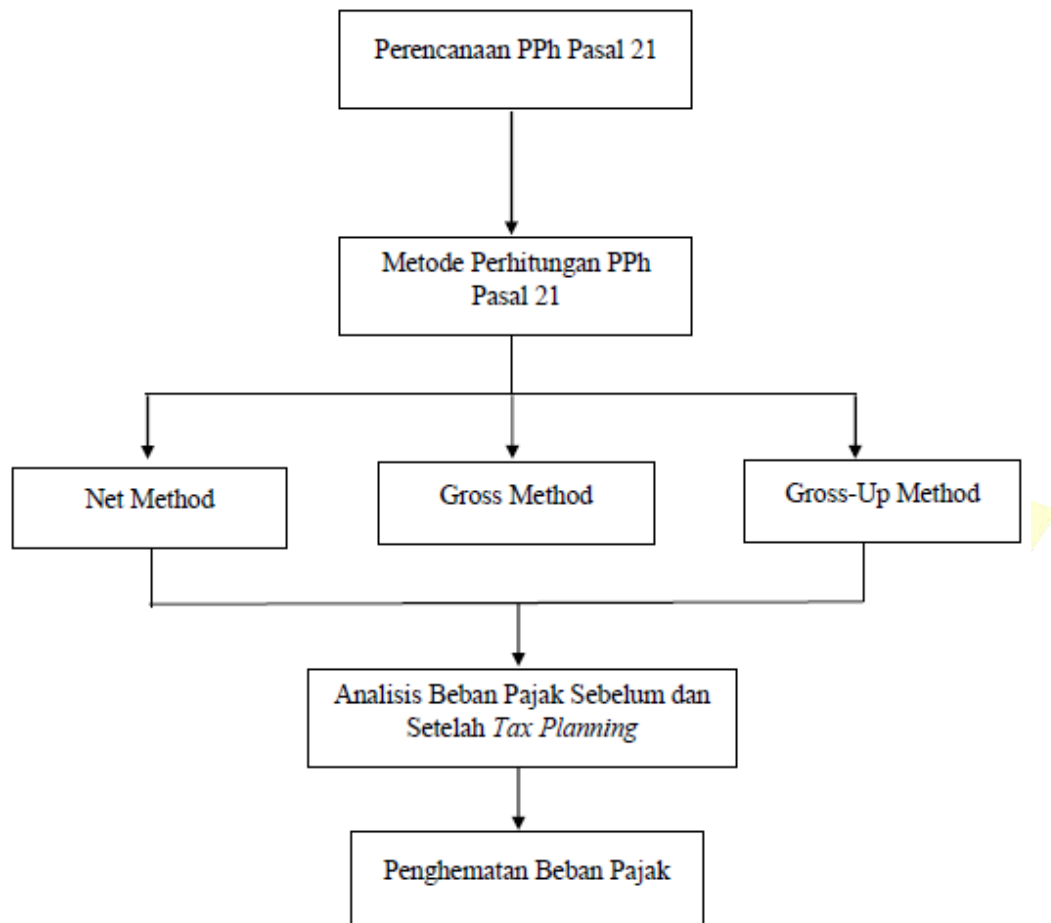 Perencanaan PPh Pasal 21
Metode Perhitungan PPh
Pasal 21
Net Method
Gross Method
Gross-Up Method
Analisis Beban Pajak Sebelum dan
Setelah Tax Planning
Penghematan Beban Pajak